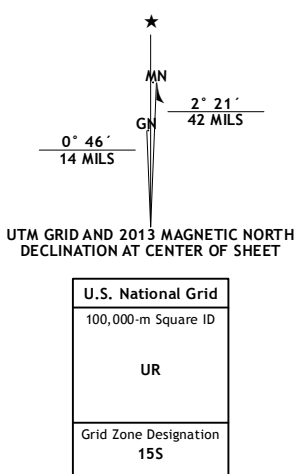 ★
MN
2° 21´
42 MILS
GN
0° 46´
14 MILS
UTM GRID AND 2013 MAGNETIC NORTH
DECLINATION AT CENTER OF SHEET
U.S. National Grid
100,000-m Square ID
UR
Grid Zone Designation
15S